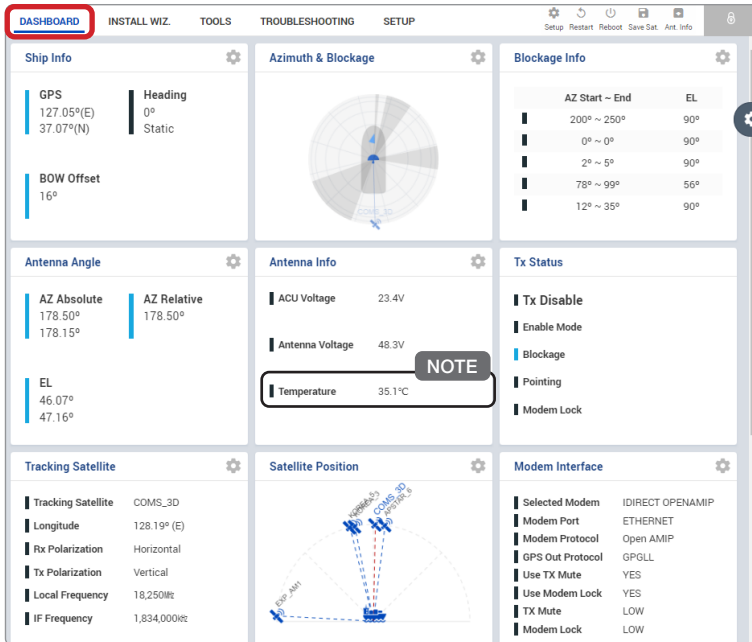 DASHBOARD INSTALL WIZ. TOOLS TROUBLESHOOTING SETUP
Setup Restart Reboot Save Sat. Ant. Info
Ship Info
GPS
127.05º(E)
37.07º(N)
Heading
0º
Static
BOW Offset
16º
Azimuth & Blockage
COMS_3D
Blockage Info
AZ Start ~ End EL
200º ~ 250º 90º
0º ~ 0º 90º
2º ~ 5º 90º
78º ~ 99º 56º
12º ~ 35º 90º
Antenna Angle
AZ Absolute
178.50º
178.15º
AZ Relative
178.50º
EL
46.07º
47.16º
Antenna Info
ACU Voltage 23.4V
Antenna Voltage 48.3V
NOTE
Temperature 35.1℃
Tx Status
Tx Disable
Enable Mode
Blockage
Pointing
Modem Lock
Tracking Satellite
Tracking Satellite COMS_3D
Longitude 128.19º (E)
Rx Polarization Horizontal
Tx Polarization Vertical
Local Frequency 18,250㎒
IF Frequency 1,834,000㎑
Satellite Position
KOREA_3
COMS_3D
APSTAR_6
EXP_AM1
Modem Interface
Selected Modem IDIRECT OPENAMIP
Modem Port ETHERNET
Modem Protocol Open AMIP
GPS Out Protocol GPGLL
Use TX Mute YES
Use Modem Lock YES
TX Mute LOW
Modem Lock LOW